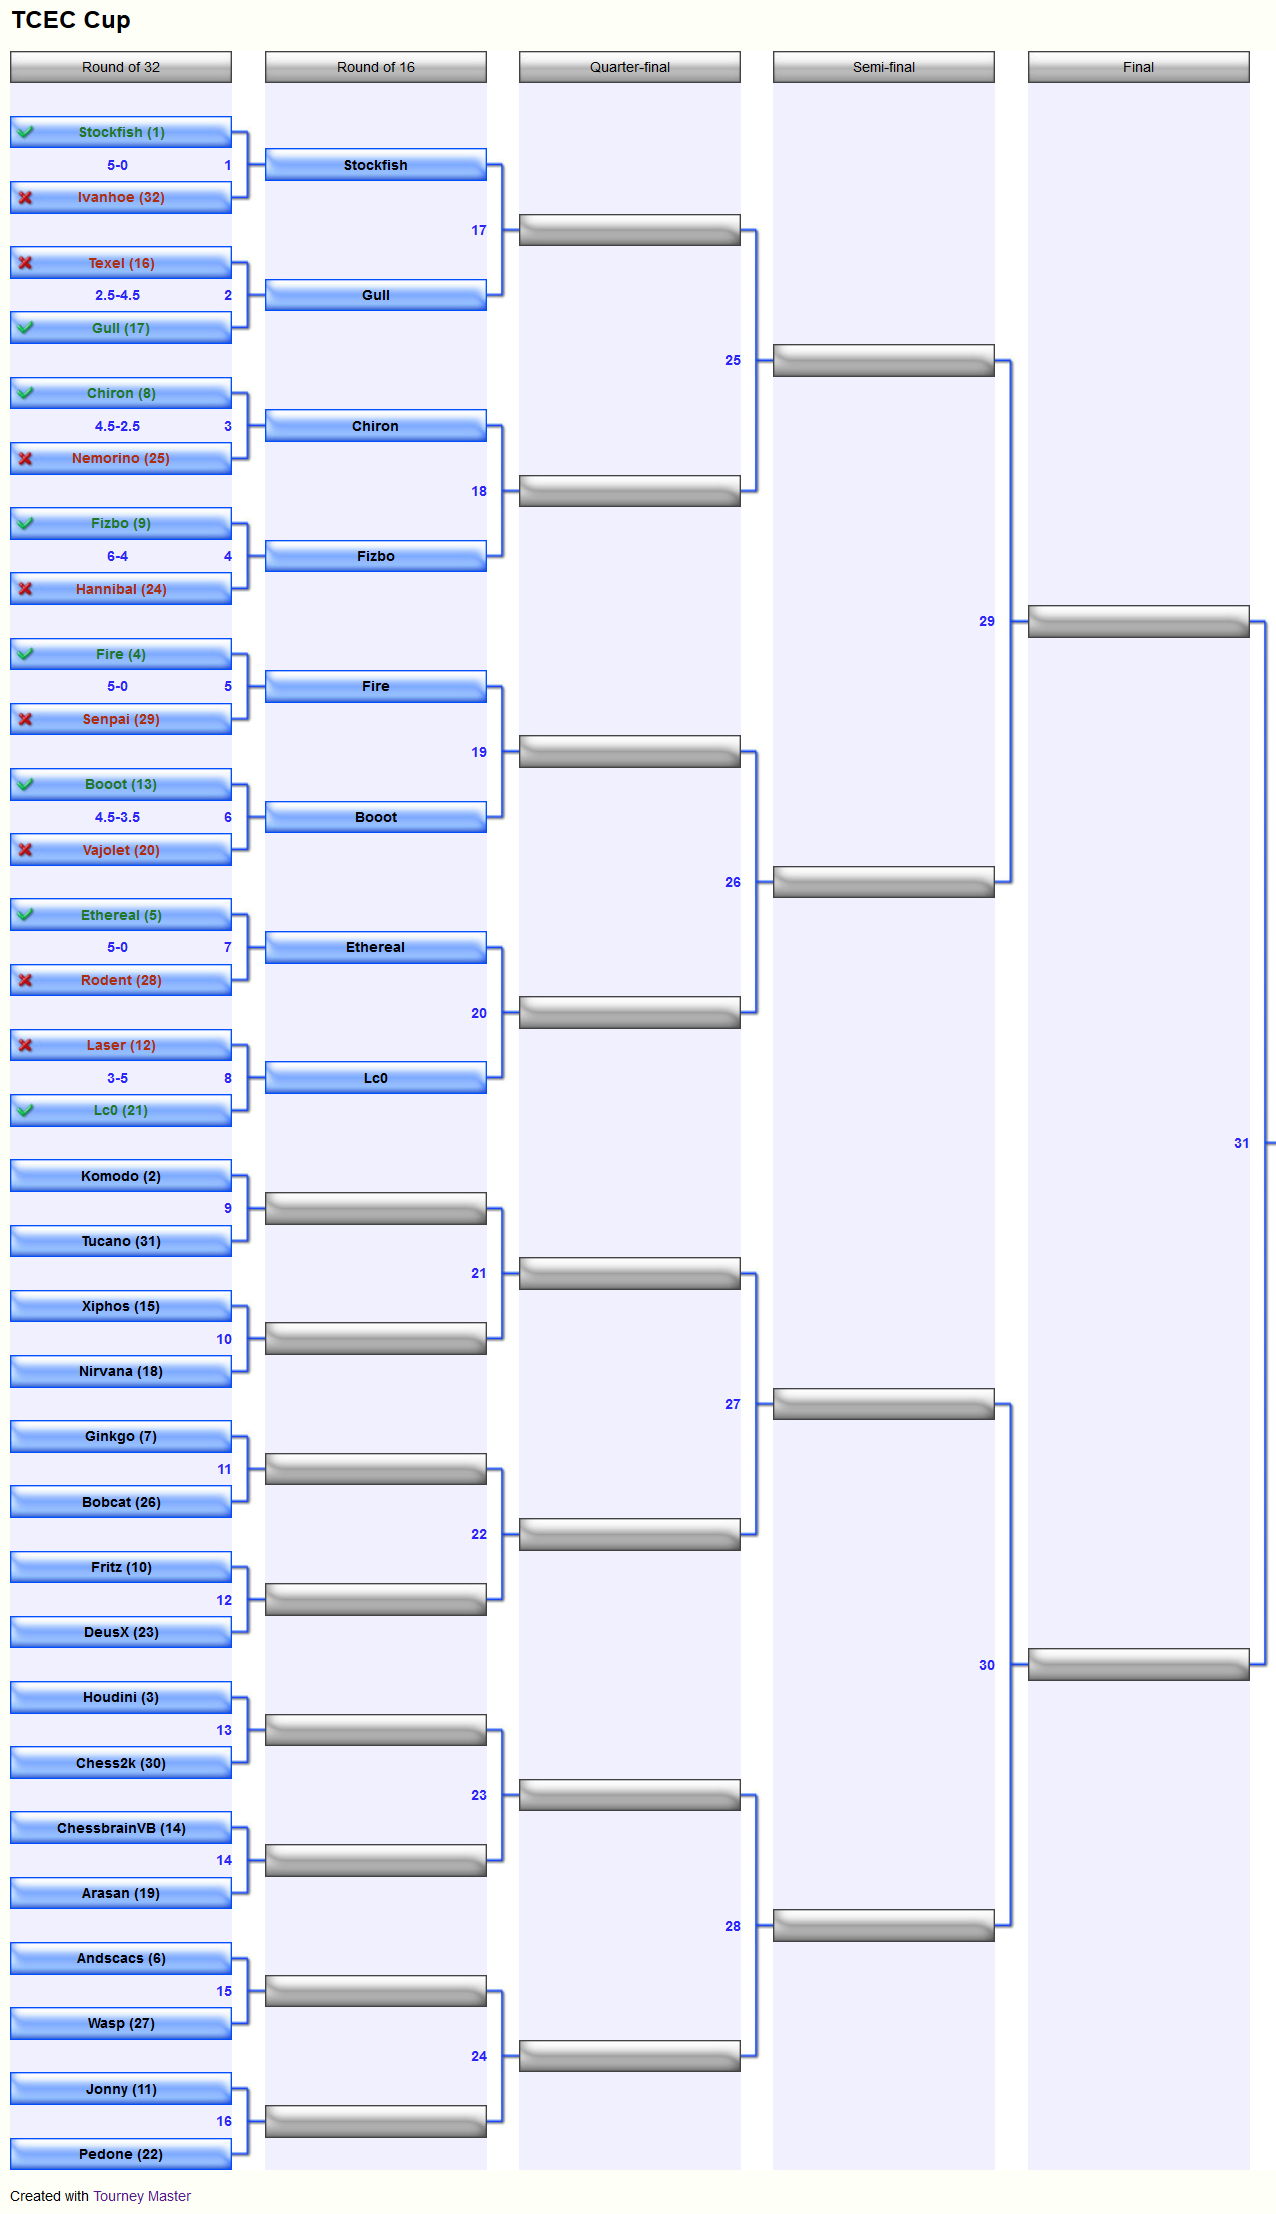 TCEC Cup
Round of 32
Round of 16
Quarter-final
Semi-final
Final
Stockfish (1)
5-0 1
Ivanhoe (32)
Stockfish
17
Texel (16)
2.5-4.5 2
Gull (17)
Gull
25
Chiron (8)
4.5-2.5 3
Nemorino (25)
Chiron
18
Fizbo (9)
6-4 4
Hannibal (24)
Fizbo
29
Fire (4)
5-0 5
Senpai (29)
Fire
19
Booot (13)
4.5-3.5 6
Vajolet (20)
Booot
26
Ethereal (5)
5-0 7
Rodent (28)
Ethereal
20
Laser (12)
3-5 8
Lc0 (21)
Lc0
31
Komodo (2)
9
Tucano (31)
21
Xiphos (15)
10
Nirvana (18)
27
Ginkgo (7)
11
Bobcat (26)
22
Fritz (10)
12
DeusX (23)
30
Houdini (3)
13
Chess2k (30)
23
ChessbrainVB (14)
14
Arasan (19)
28
Andscacs (6)
15
Wasp (27)
24
Jonny (11)
16
Pedone (22)
Created with Tourney Master